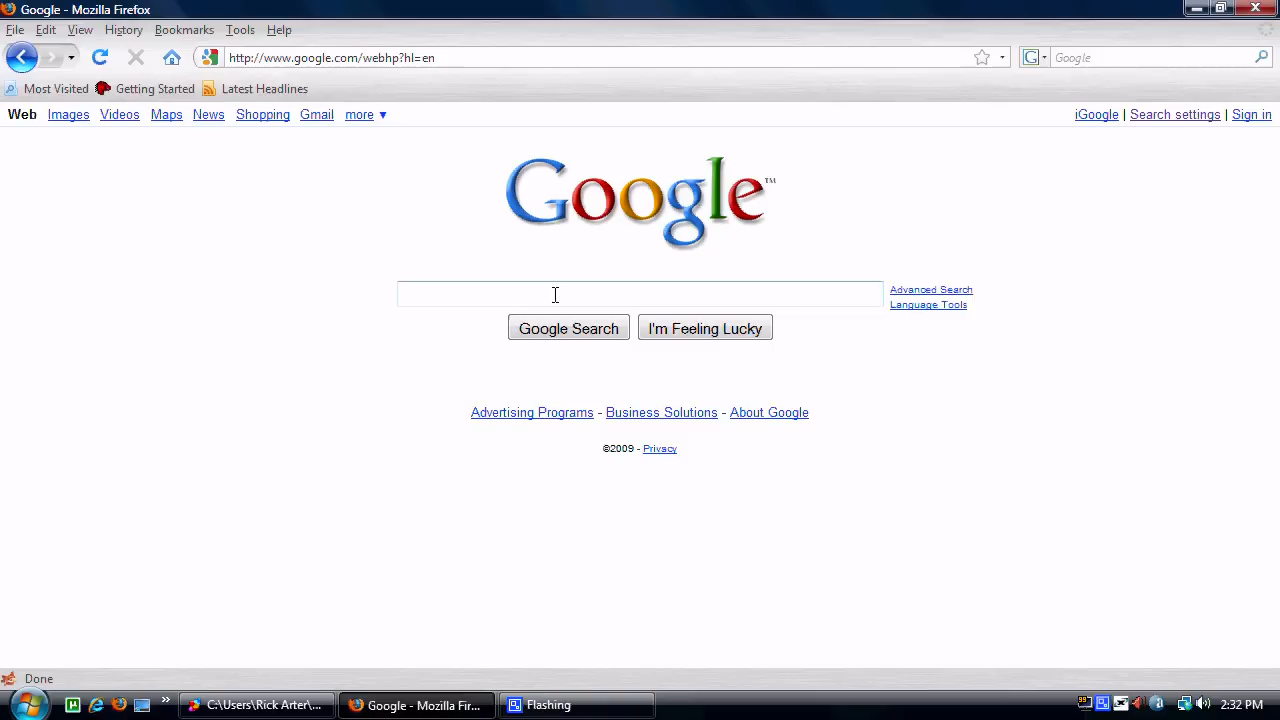 Google - Mozilla Firefox
File Edit View History Bookmarks Tools Help
http://www.google.com/webhp?hl=en
Google
Most Visited Getting Started Latest Headlines
Web Images Videos Maps News Shopping Gmail more ▼
iGoogle | Search settings | Sign in
Google™
Advanced Search
Language Tools
Google Search I'm Feeling Lucky
Advertising Programs - Business Solutions - About Google
©2009 - Privacy
Done
C:\Users\Rick Arter\... Google - Mozilla Fir... Flashing 2:32 PM